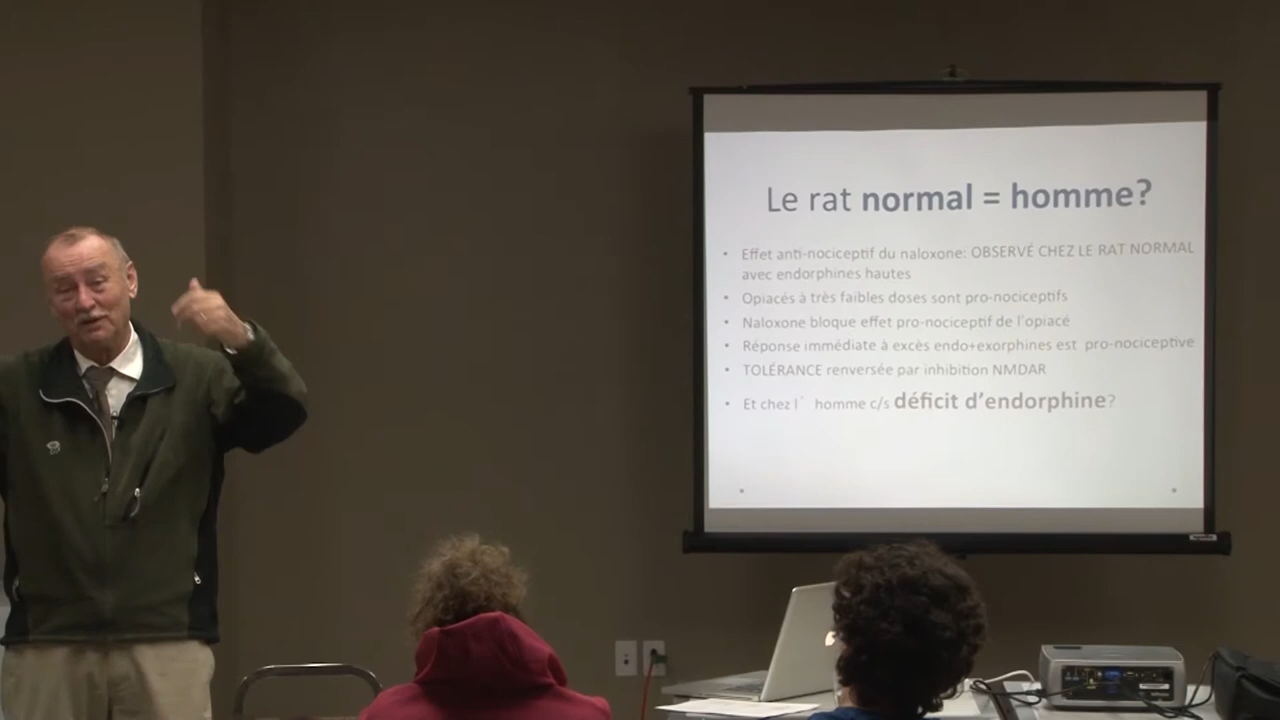 Le rat normal = homme?
• Effet anti-nociceptif du naloxone: OBSERVÉ CHEZ LE RAT NORMAL
avec endorphines hautes
• Opiacés à très faibles doses sont pro-nociceptifs
• Naloxone bloque effet pro-nociceptif de l'opiacé
• Réponse immédiate à excès endo+exorphines est pro-nociceptive
• TOLÉRANCE renversée par inhibition NMDAR
• Et chez l' homme c/s déficit d'endorphine?